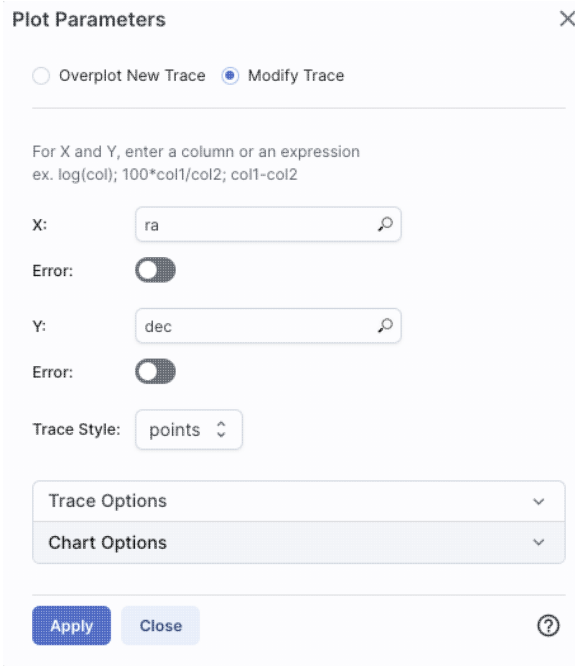 Plot Parameters
Overplot New Trace Modify Trace
For X and Y, enter a column or an expression
ex. log(col); 100*col1/col2; col1-col2
X: ra
Error:
Y: dec
Error:
Trace Style: points
Trace Options
Chart Options
Apply Close